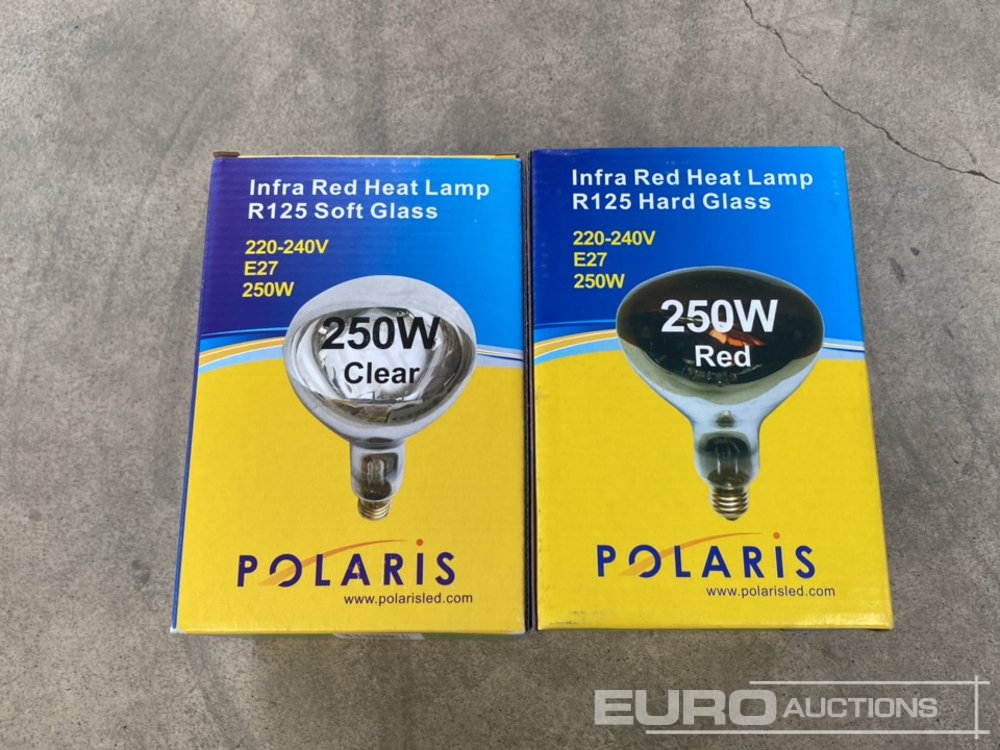 Infra Red Heat Lamp
R125 Soft Glass
220-240V
E27
250W
250W
Clear
POLARiS
www.polarisled.com
Infra Red Heat Lamp
R125 Hard Glass
220-240V
E27
250W
250W
Red
POLARiS
www.polarisled.com
EURO AUCTIONS